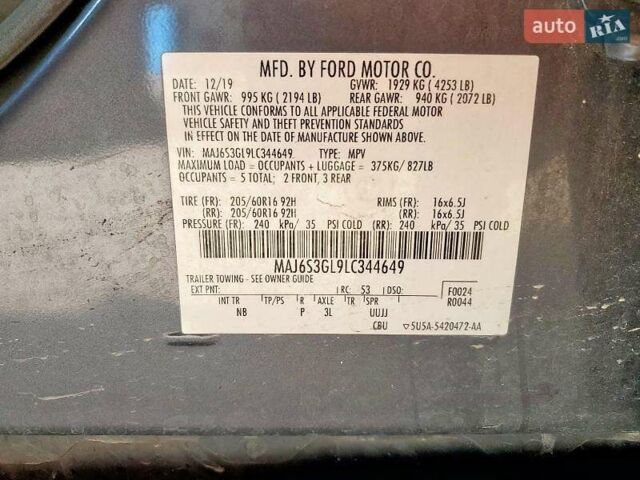 auto RIA
.com
MFD. BY FORD MOTOR CO.
DATE: 12/19 GVWR: 1929 KG ( 4253 LB)
FRONT GAWR: 995 KG ( 2194 LB) REAR GAWR: 940 KG ( 2072 LB)
THIS VEHICLE CONFORMS TO ALL APPLICABLE FEDERAL MOTOR
VEHICLE SAFETY AND THEFT PREVENTION STANDARDS
IN EFFECT ON THE DATE OF MANUFACTURE SHOWN ABOVE.
VIN: MAJ6S3GL9LC344649 TYPE: MPV
MAXIMUM LOAD = OCCUPANTS + LUGGAGE = 375KG/ 827LB
OCCUPANTS = 5 TOTAL; 2 FRONT, 3 REAR
TIRE (FR): 205/60R16 92H RIMS (FR): 16x6.5J
(RR): 205/60R16 92H (RR): 16x6.5J
PRESSURE (FR): 240 kPa/ 35 PSI COLD (RR): 240 kPa/ 35 PSI COLD
MAJ6S3GL9LC344649
TRAILER TOWING - SEE OWNER GUIDE
EXT PNT: RC: 53 DSO: F0024
R0044
INT TR TP/PS R AXLE TR SPR
NB P 3L UUJJ
CBU 5U5A-5420472-AA